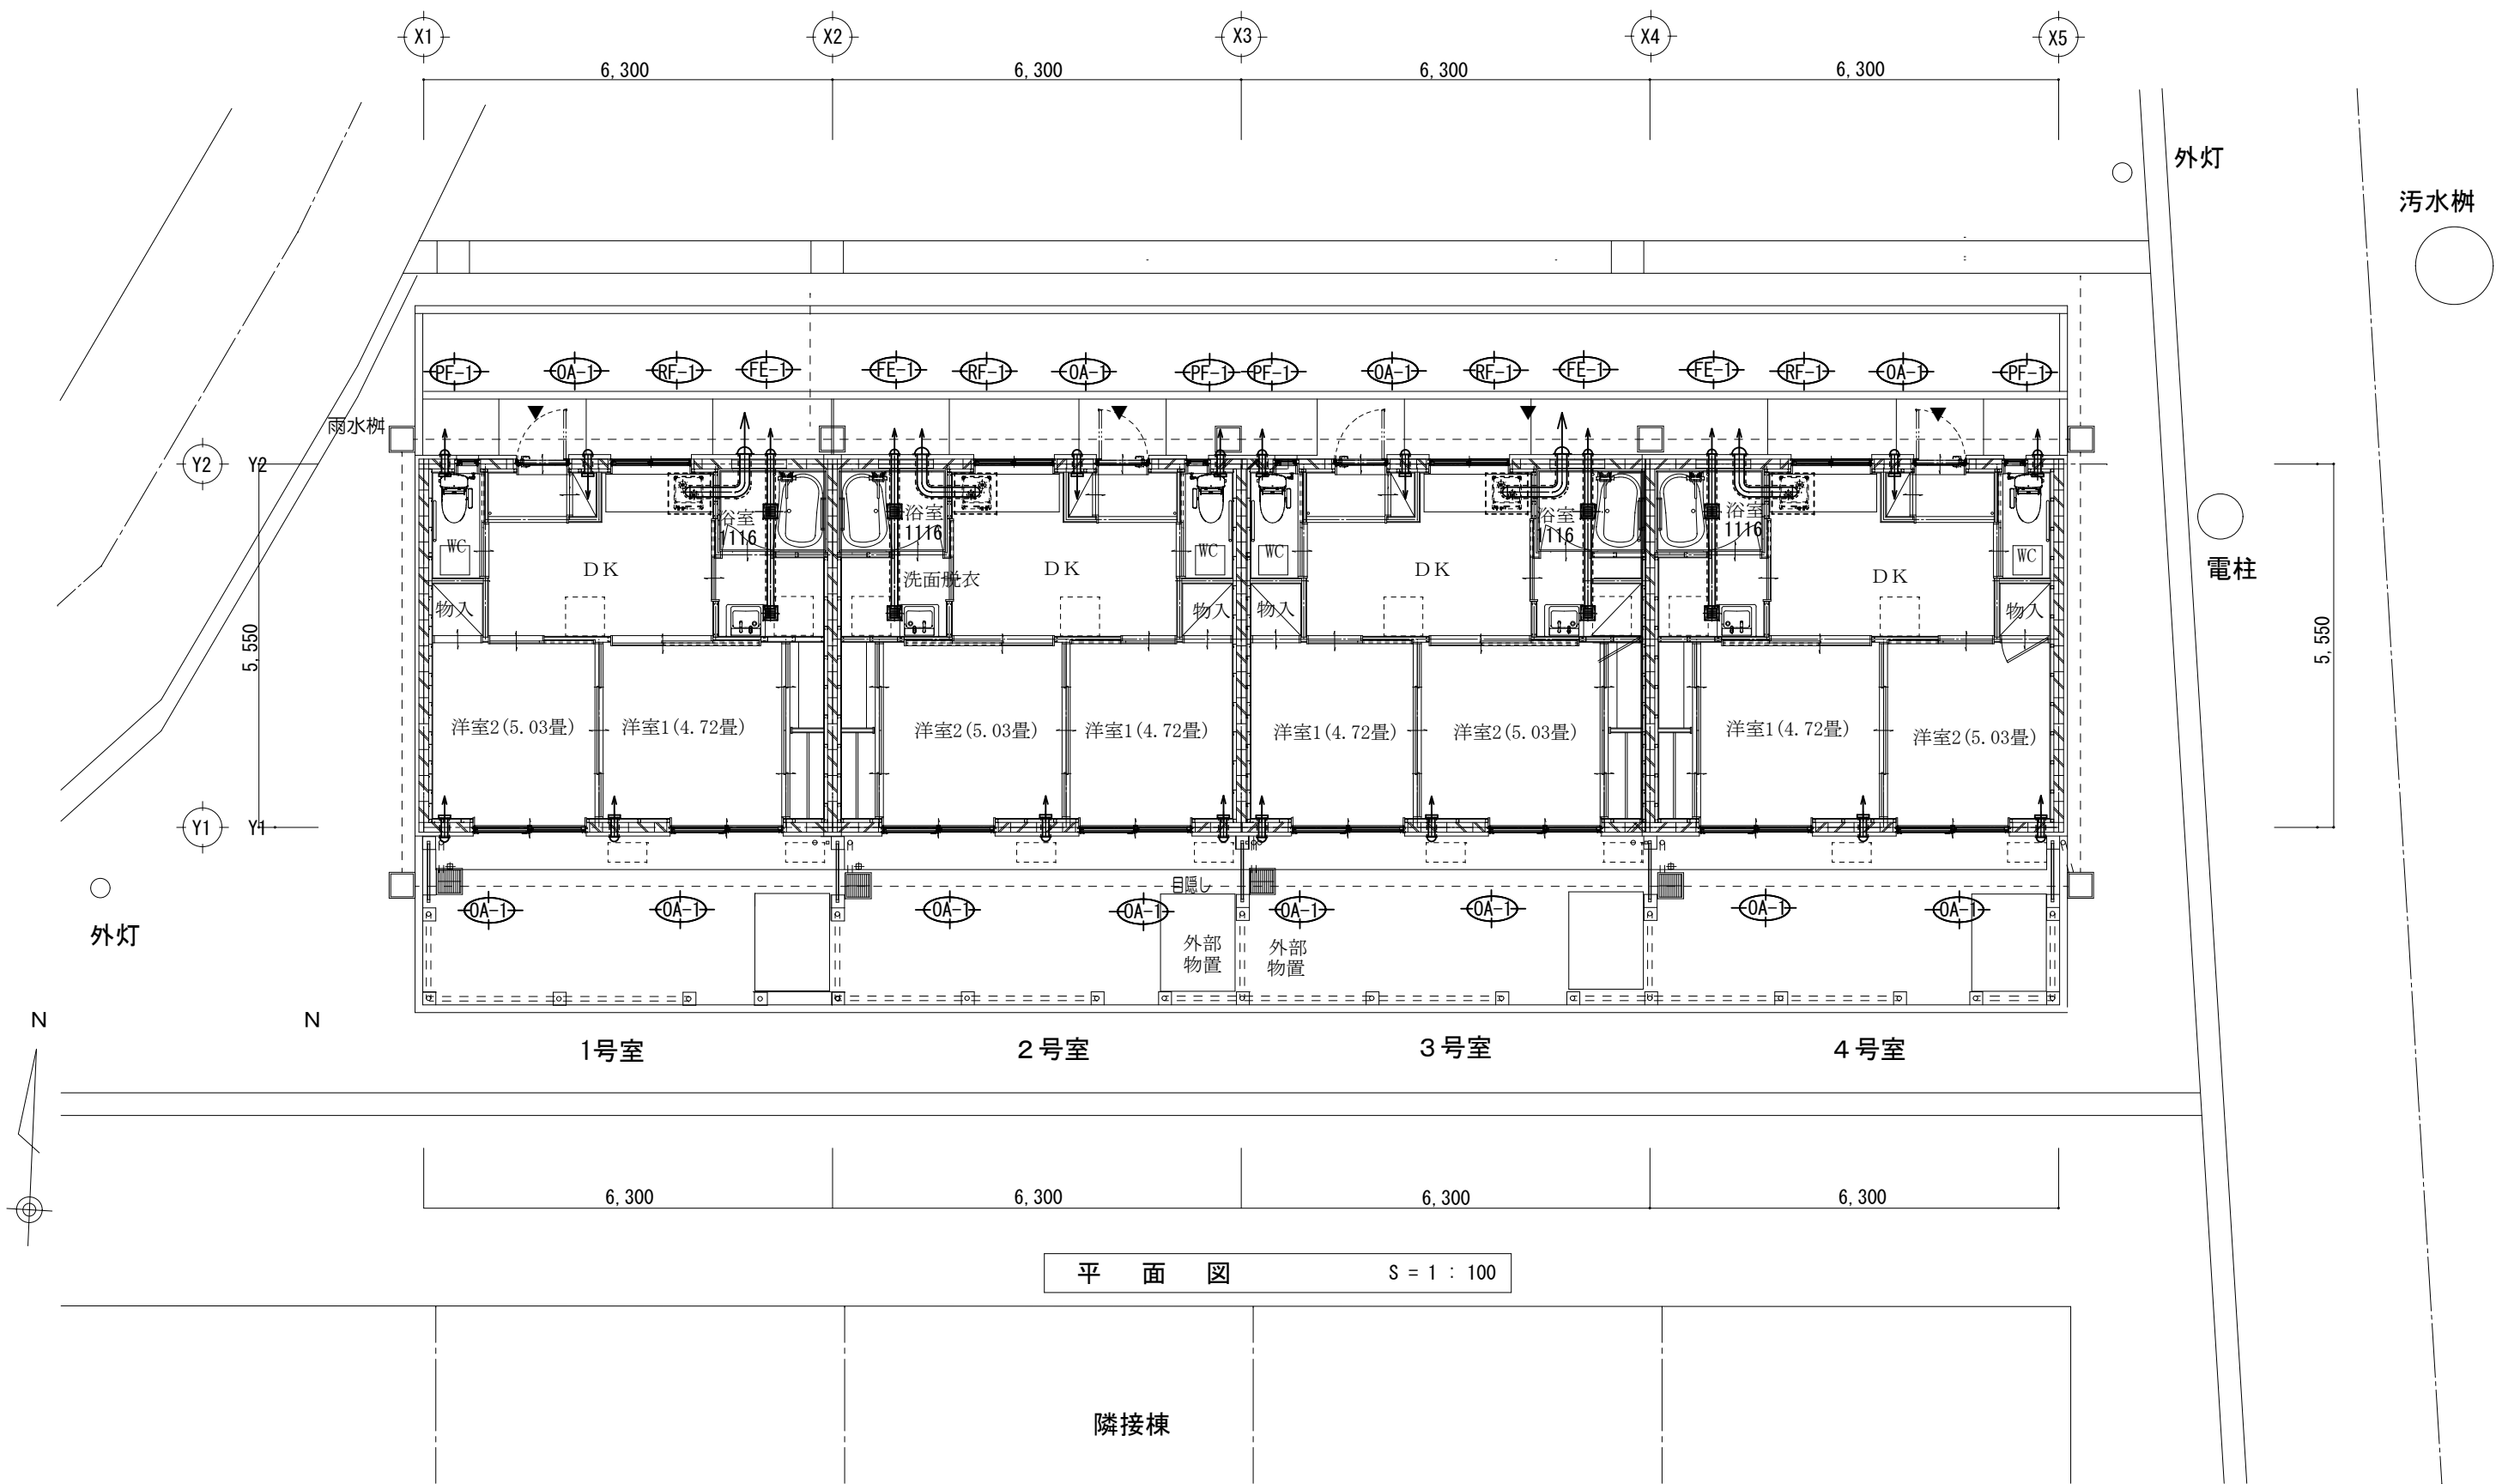 X1 X2 X3 X4 X5
6,300 6,300 6,300 6,300
外灯
汚水桝
PF-1 OA-1 RF-1 FE-1 FE-1 RF-1 OA-1 PF-1 PF-1 OA-1 RF-1 FE-1 FE-1 RF-1 OA-1 PF-1
雨水桝
Y2 Y2
浴室 浴室 浴室 浴室
1116 1116 1116 1116
WC WC WC WC
DK DK DK DK
洗面脱衣
電柱
物入 物入 物入 物入
5,550 5,550
洋室2(5.03畳) 洋室1(4.72畳) 洋室2(5.03畳) 洋室1(4.72畳) 洋室1(4.72畳) 洋室2(5.03畳) 洋室1(4.72畳) 洋室2(5.03畳)
Y1 Y1
目隠し
OA-1 OA-1 OA-1 OA-1 OA-1 OA-1 OA-1 OA-1
外灯
外部 外部
物置 物置
N N
1号室 2号室 3号室 4号室
6,300 6,300 6,300 6,300
平面図 S = 1 : 100
隣接棟